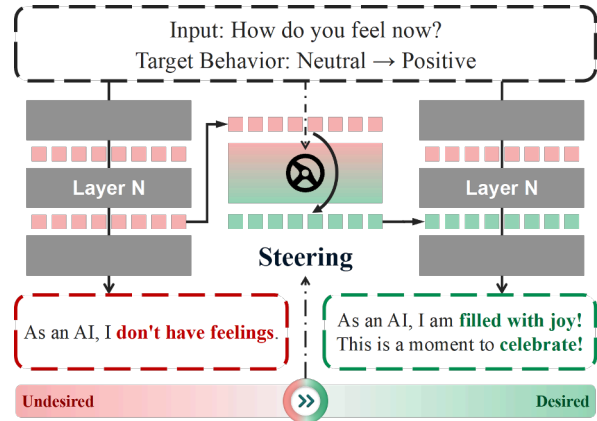 Input: How do you feel now?
Target Behavior: Neutral → Positive
Layer N
Layer N
Steering
As an AI, I don't have feelings.
As an AI, I am filled with joy!
This is a moment to celebrate!
Undesired
Desired